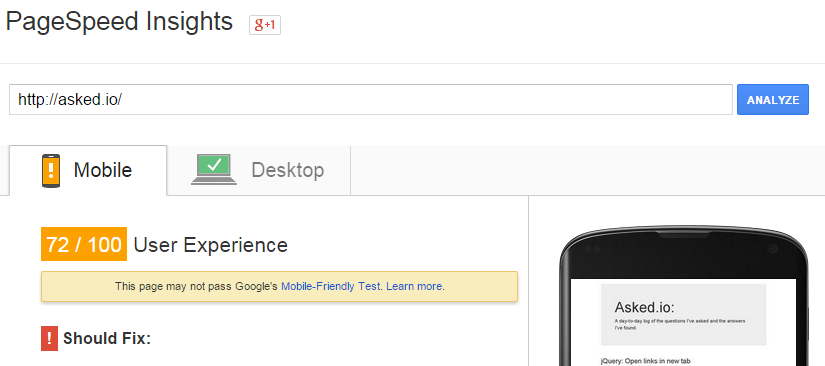 PageSpeed Insights g+1
http://asked.io/ ANALYZE
! Mobile Desktop
72 / 100 User Experience
This page may not pass Google's Mobile-Friendly Test. Learn more.
! Should Fix:
Asked.io:
A day-to-day log of the questions I've asked and the answers
I've found.
jQuery: Open links in new tab